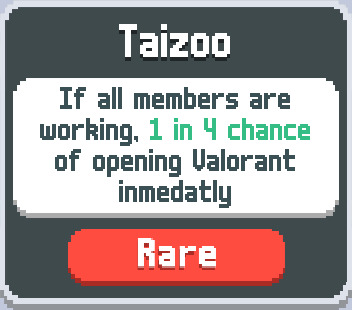 Taizoo
If all members are
working, 1 in 4 chance
of opening Valorant
inmedatly
Rare